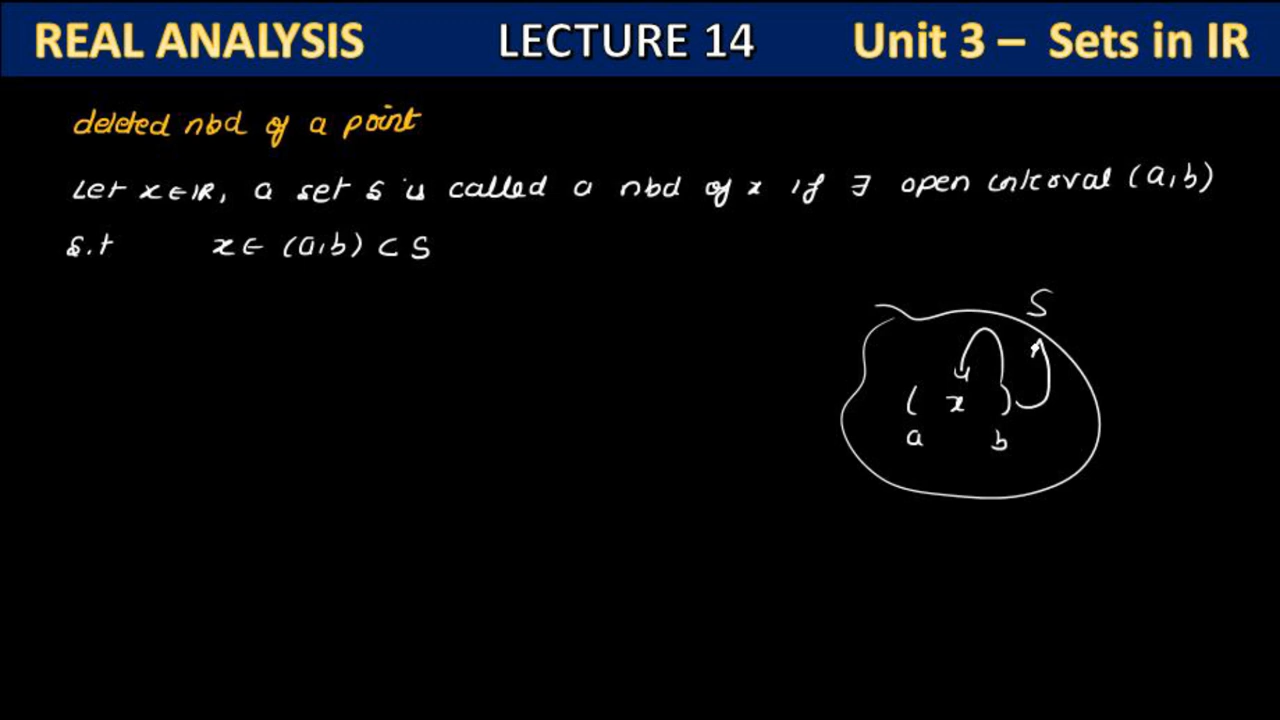 REAL ANALYSIS LECTURE 14 Unit 3 – Sets in IR
deleted nbd of a point
Let x ∈ IR, a set S is called a nbd of x if ∃ open interval (a,b)
S.t x ∈ (a,b) ⊂ S
S
( x )
a b